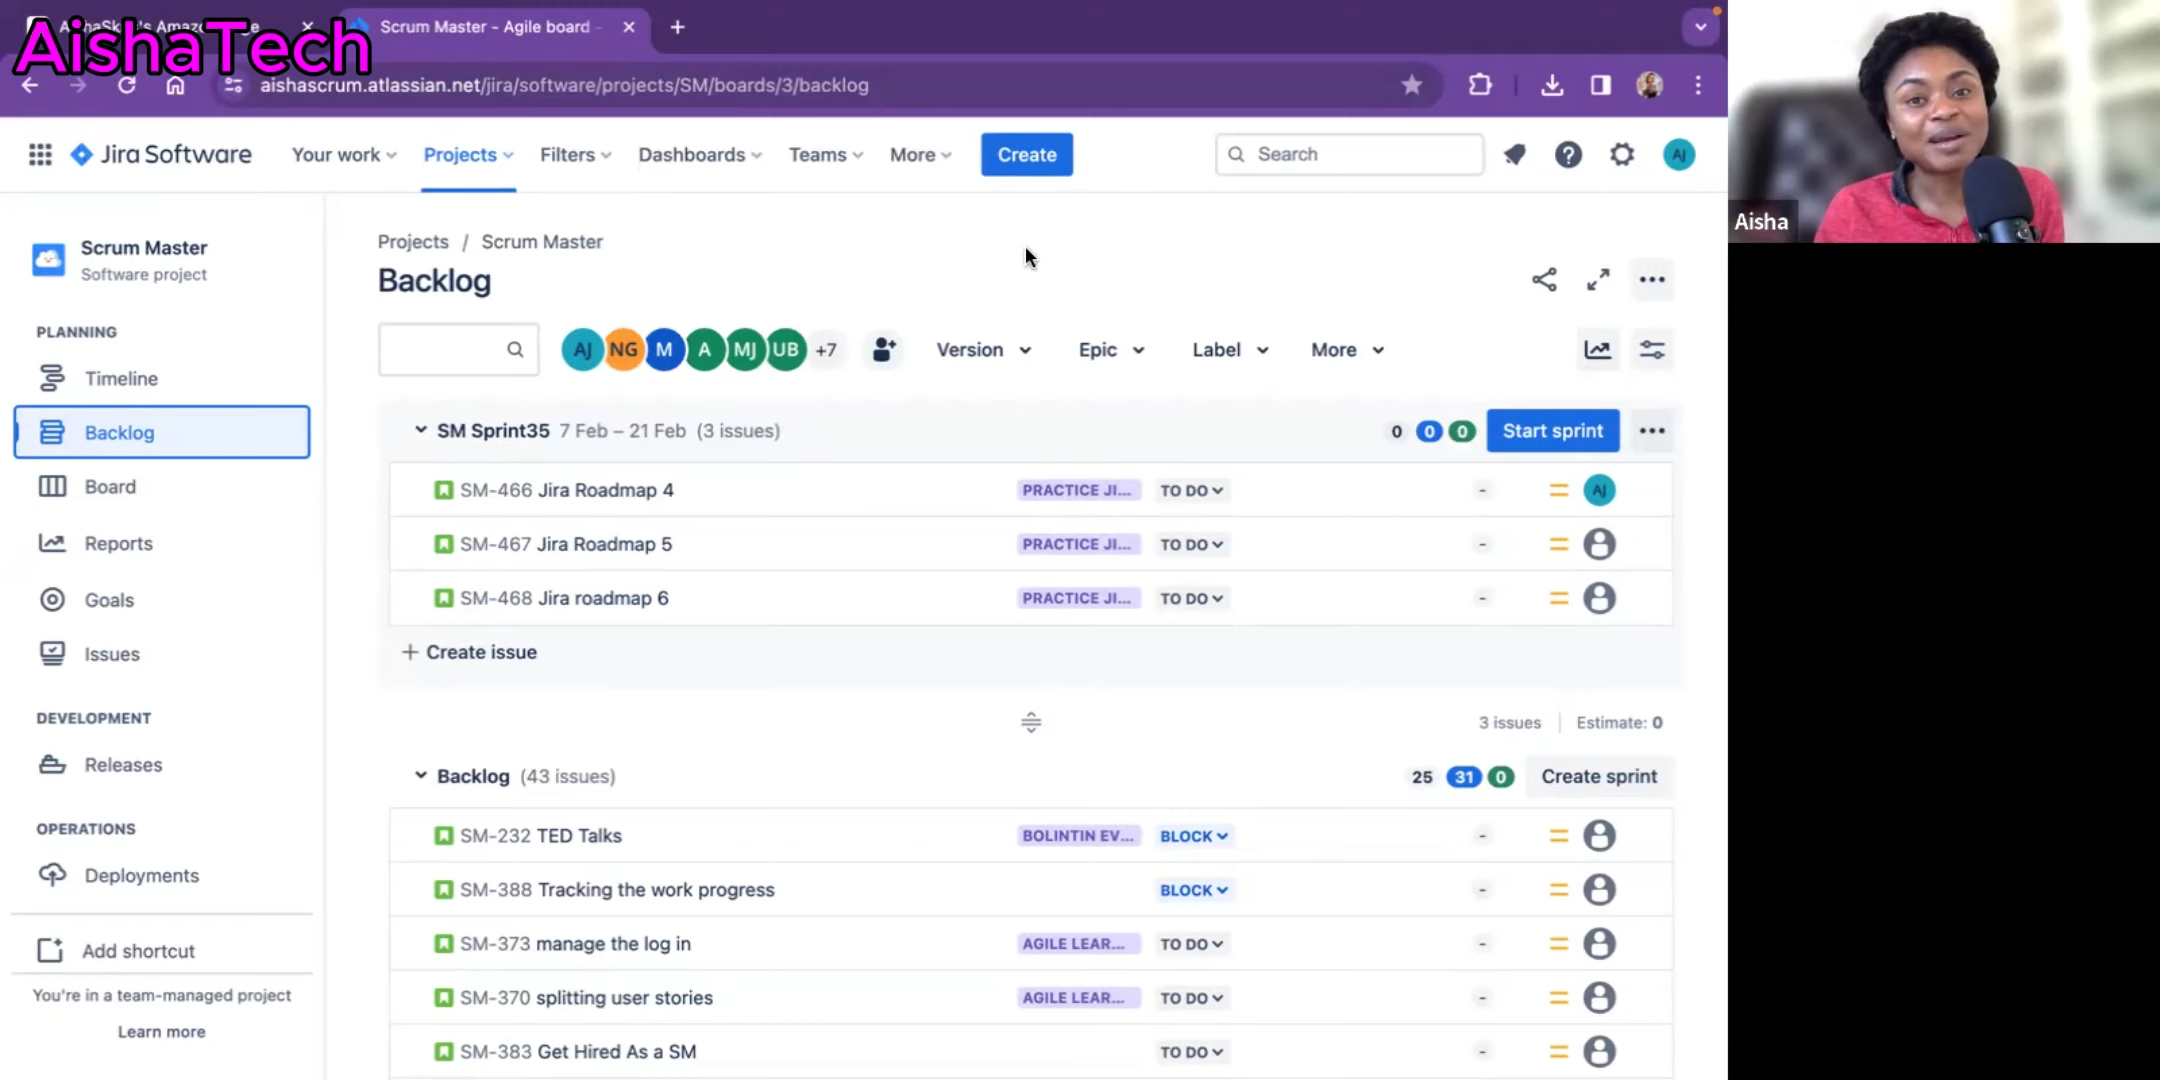 Scrum Master - Agile board -
AishaTech
aishascrum.atlassian.net/jira/software/projects/SM/boards/3/backlog
Jira Software
Your work
Projects
Filters
Dashboards
Teams
More
Create
Search
AJ
Aisha
Scrum Master
Software project
PLANNING
Timeline
Backlog
Board
Reports
Goals
Issues
DEVELOPMENT
Releases
OPERATIONS
Deployments
Add shortcut
You're in a team-managed project
Learn more
Projects / Scrum Master
Backlog
AJ NG M A MJ UB +7
Version
Epic
Label
More
SM Sprint35 7 Feb – 21 Feb (3 issues) 0 0 0 Start sprint
SM-466 Jira Roadmap 4 PRACTICE JI... TO DO - AJ
SM-467 Jira Roadmap 5 PRACTICE JI... TO DO -
SM-468 Jira roadmap 6 PRACTICE JI... TO DO -
+ Create issue
3 issues Estimate: 0
Backlog (43 issues) 25 31 0 Create sprint
SM-232 TED Talks BOLINTIN EV... BLOCK -
SM-388 Tracking the work progress BLOCK -
SM-373 manage the log in AGILE LEAR... TO DO -
SM-370 splitting user stories AGILE LEAR... TO DO -
SM-383 Get Hired As a SM TO DO -